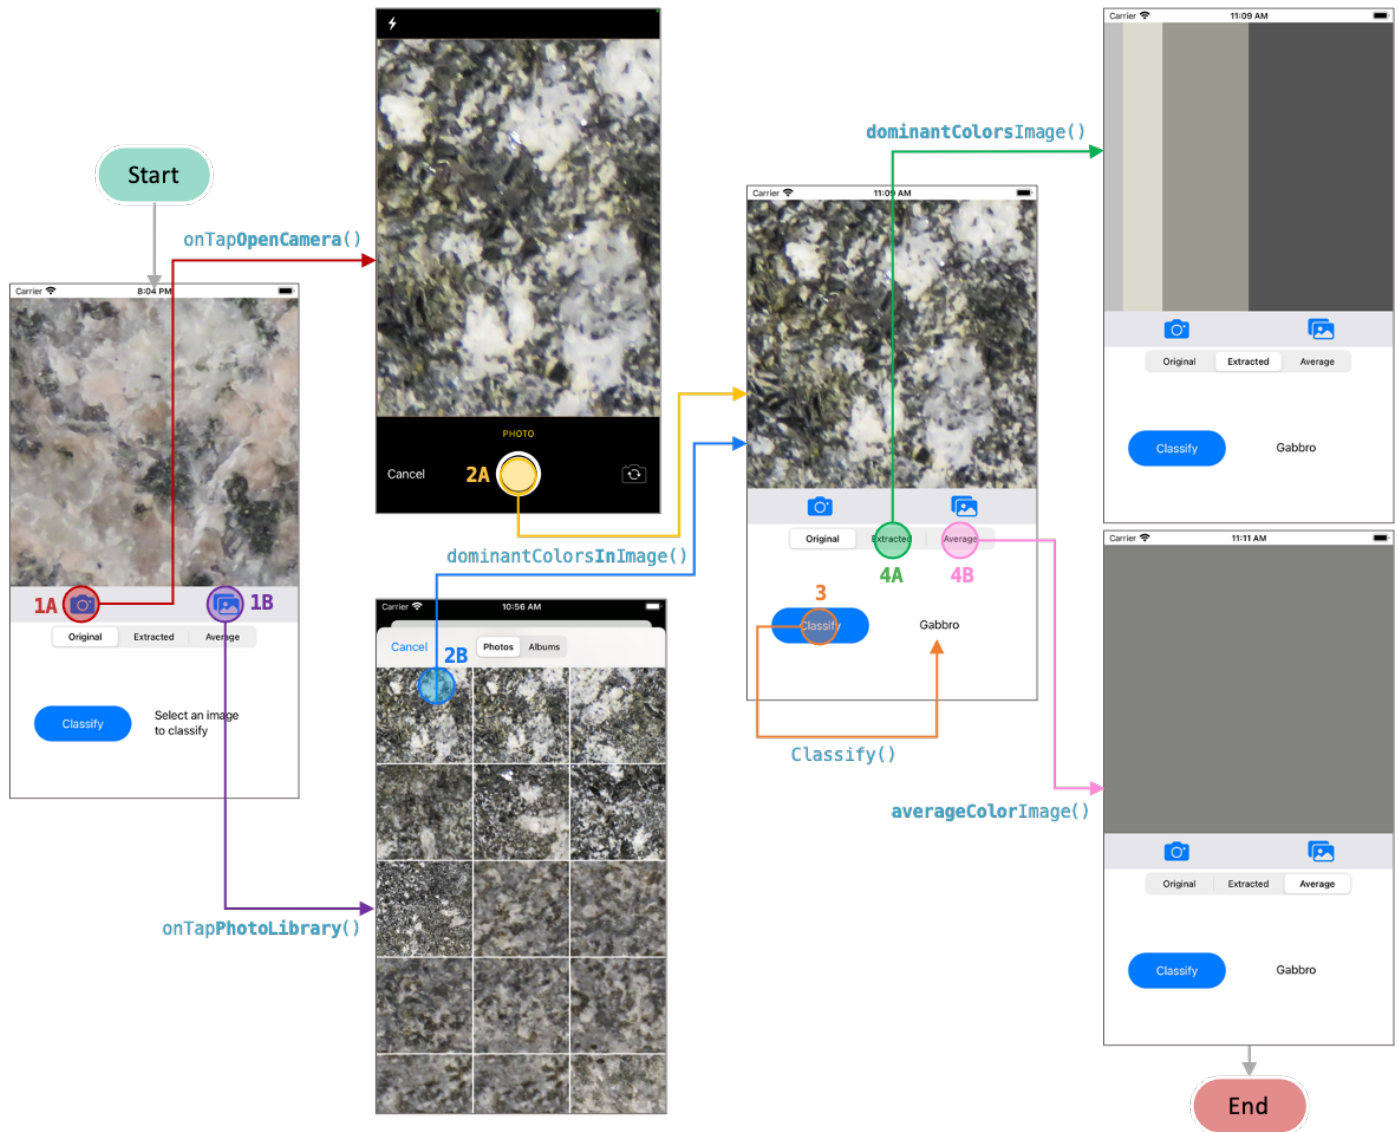 Start
onTapOpenCamera()
Carrier
8:04 PM
1A
1B
Original
Extracted
Average
Classify
Select an image
to classify
onTapPhotoLibrary()
PHOTO
Cancel
2A
dominantColorsInImage()
Carrier
10:56 AM
Cancel
Photos
Albums
2B
Carrier
11:09 AM
Original
Extracted
Average
4A
4B
3
Classify
Gabbro
Classify()
dominantColorsImage()
averageColorImage()
Carrier
11:09 AM
Original
Extracted
Average
Classify
Gabbro
Carrier
11:11 AM
Original
Extracted
Average
Classify
Gabbro
End